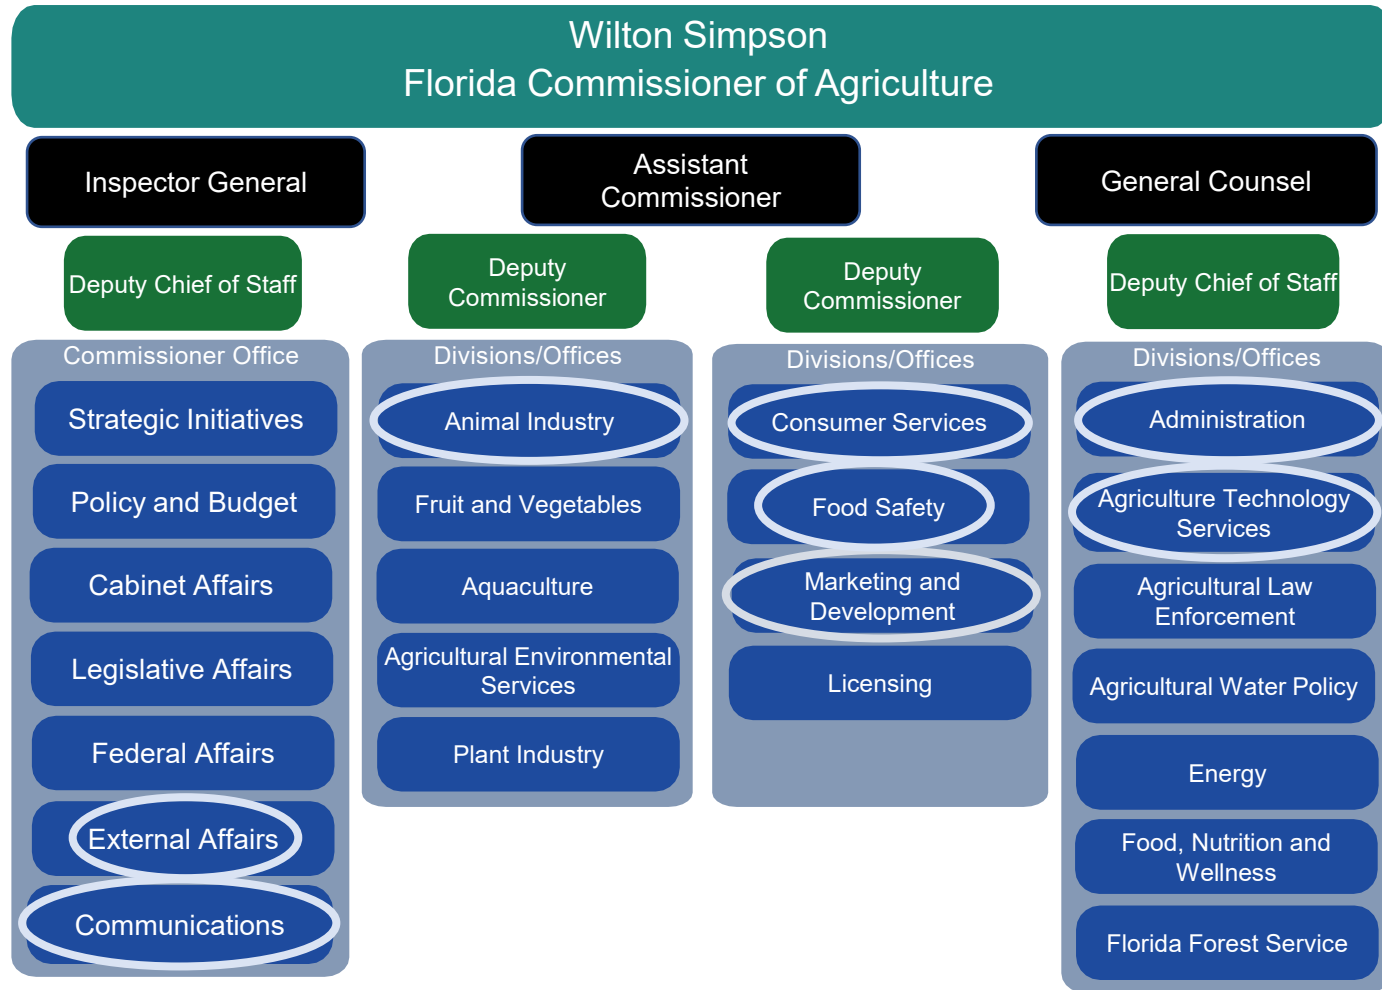 Wilton Simpson
Florida Commissioner of Agriculture
Inspector General
Assistant
Commissioner
General Counsel
Deputy Chief of Staff
Deputy
Commissioner
Deputy
Commissioner
Deputy Chief of Staff
Commissioner Office
Strategic Initiatives
Policy and Budget
Cabinet Affairs
Legislative Affairs
Federal Affairs
External Affairs
Communications
Divisions/Offices
Animal Industry
Fruit and Vegetables
Aquaculture
Agricultural Environmental
Services
Plant Industry
Divisions/Offices
Consumer Services
Food Safety
Marketing and
Development
Licensing
Divisions/Offices
Administration
Agriculture Technology
Services
Agricultural Law
Enforcement
Agricultural Water Policy
Energy
Food, Nutrition and
Wellness
Florida Forest Service